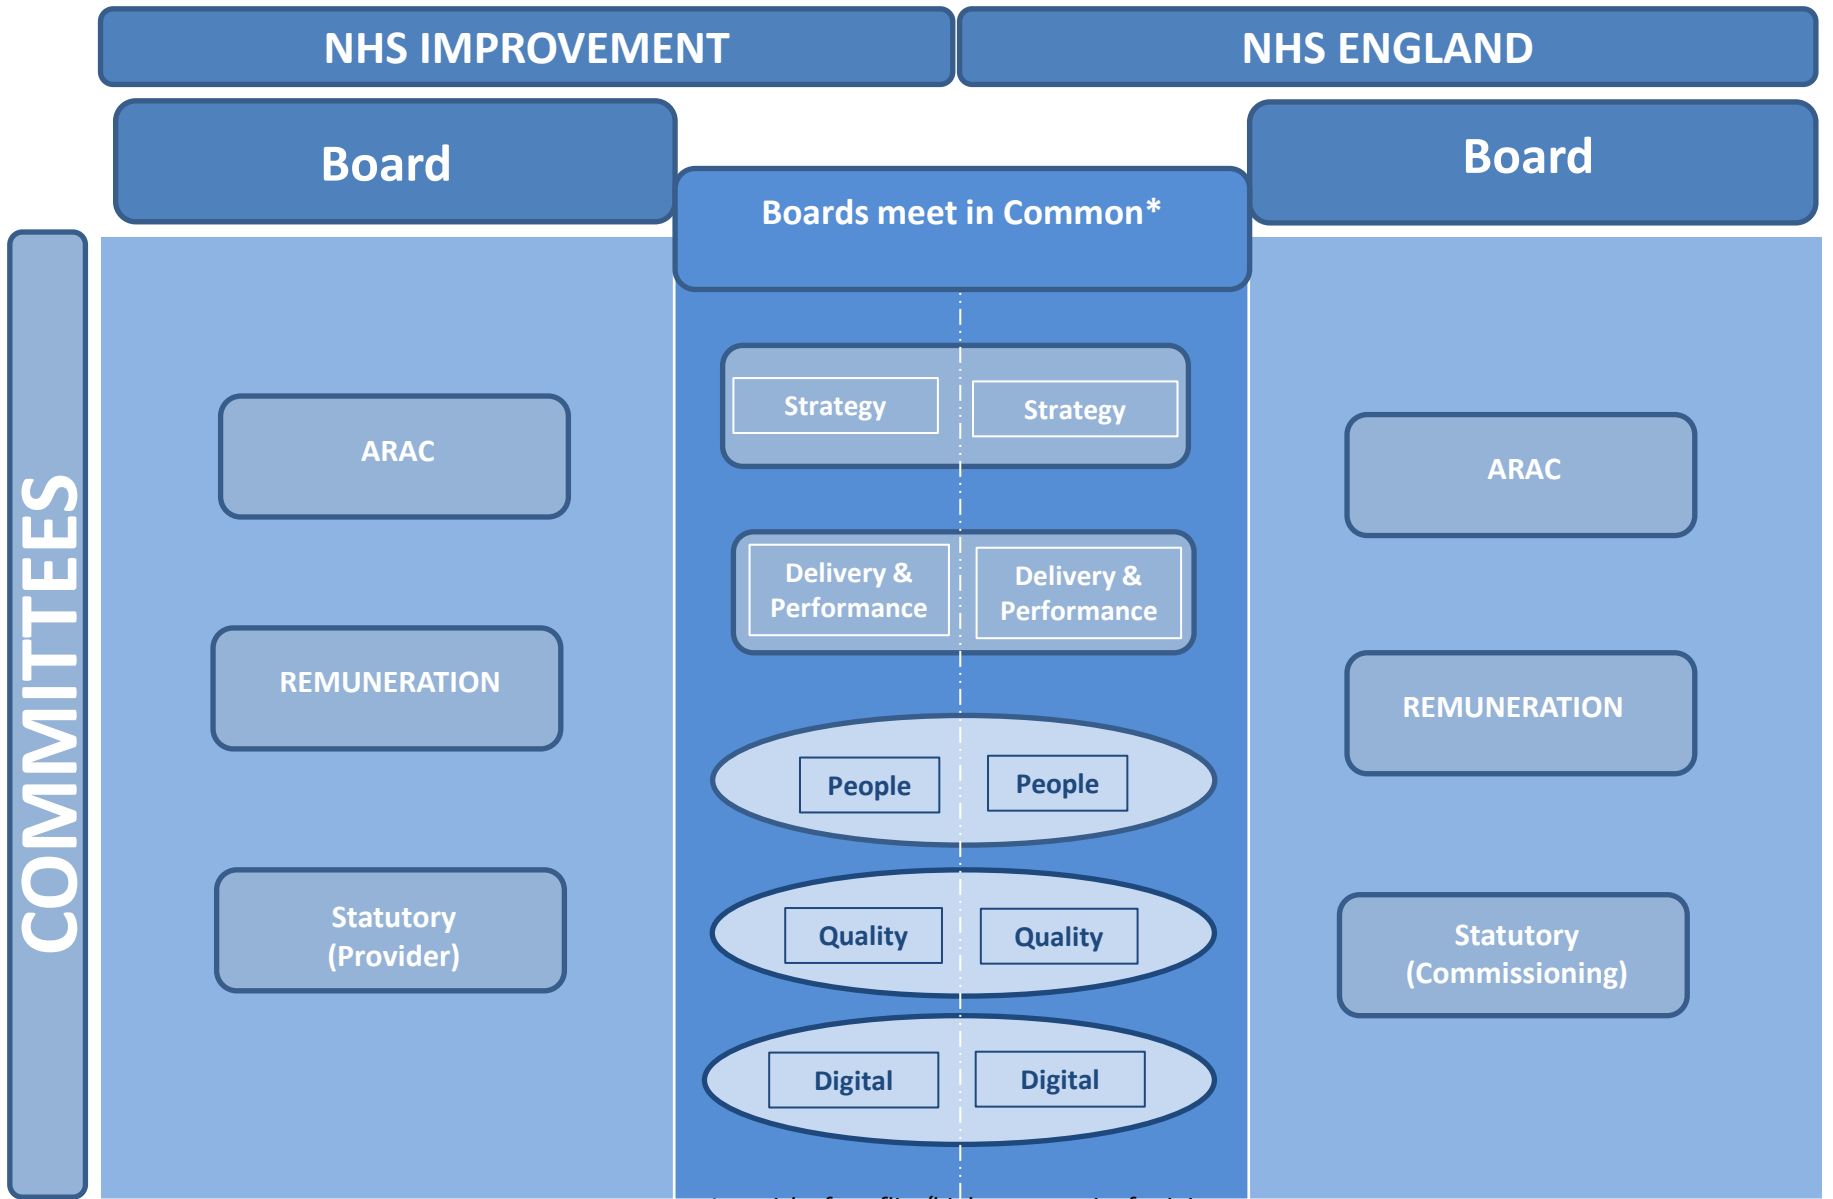 NHS IMPROVEMENT
NHS ENGLAND
Board
Board
Boards meet in Common*
COMMITTEES
ARAC
REMUNERATION
Statutory
(Provider)
Strategy
Strategy
Delivery &
Performance
Delivery &
Performance
People
People
Quality
Quality
Digital
Digital
ARAC
REMUNERATION
Statutory
(Commissioning)